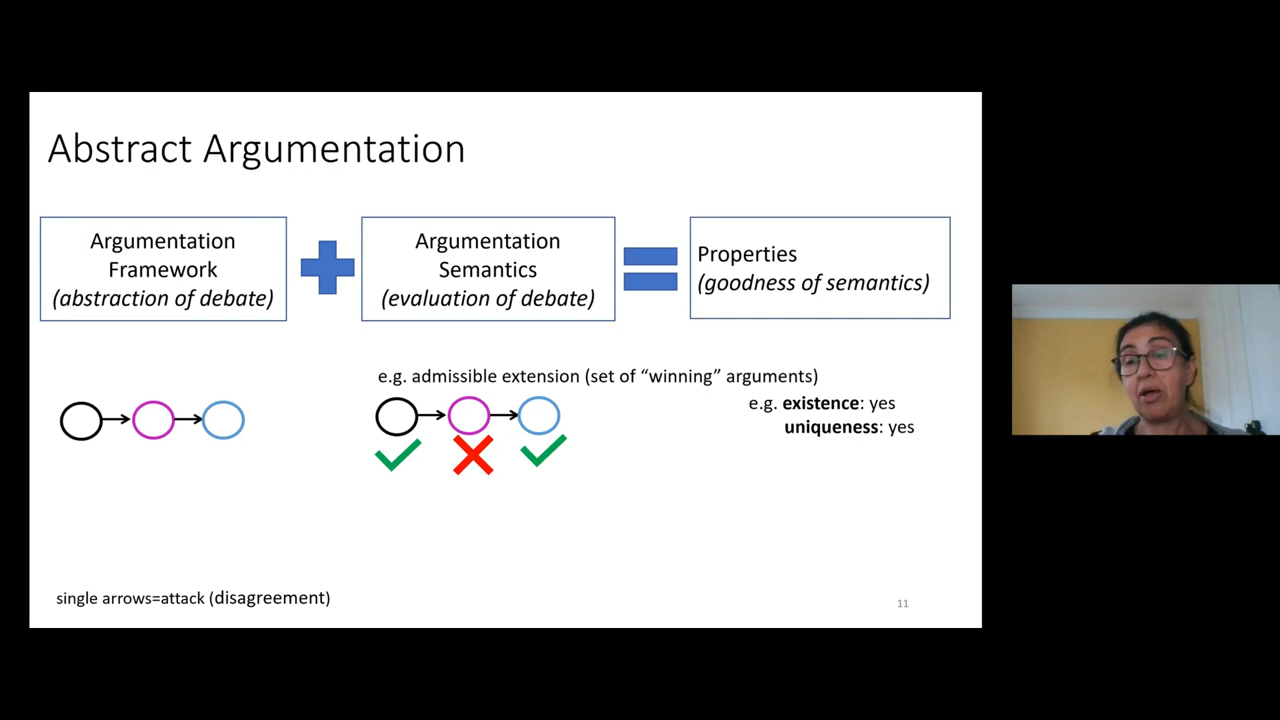 Abstract Argumentation
Argumentation
Framework
(abstraction of debate)
Argumentation
Semantics
(evaluation of debate)
Properties
(goodness of semantics)
e.g. admissible extension (set of “winning” arguments)
e.g. existence: yes
uniqueness: yes
single arrows=attack (disagreement)
11